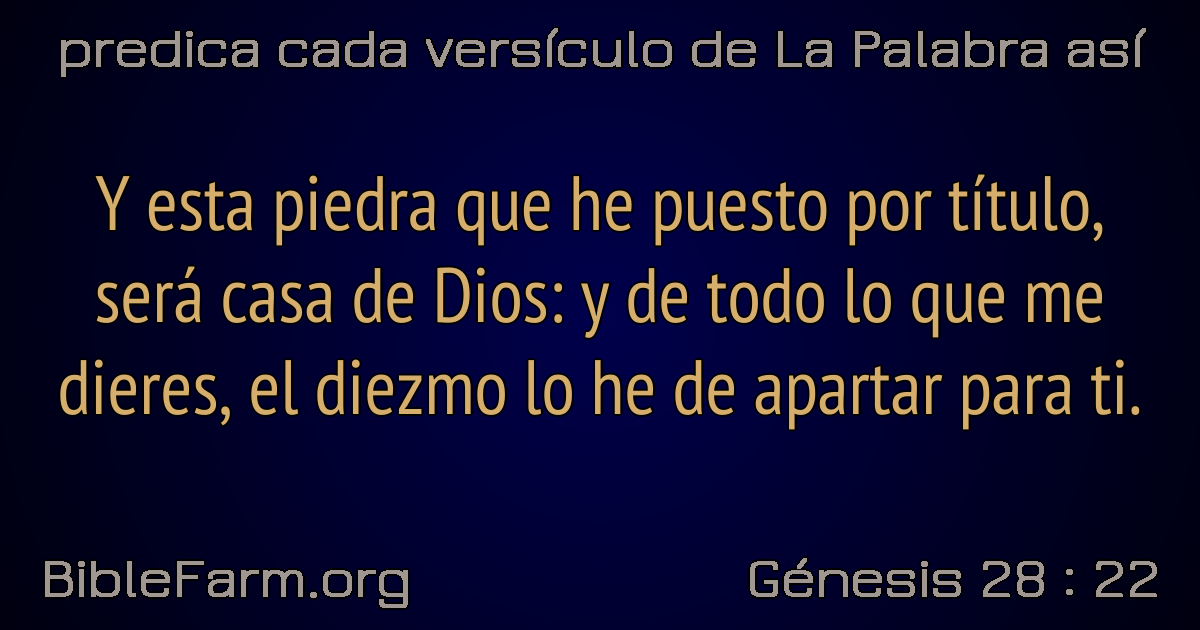 predica cada versículo de La Palabra así
Y esta piedra que he puesto por título,
será casa de Dios: y de todo lo que me
dieres, el diezmo lo he de apartar para ti.
BibleFarm.org
Génesis 28 : 22